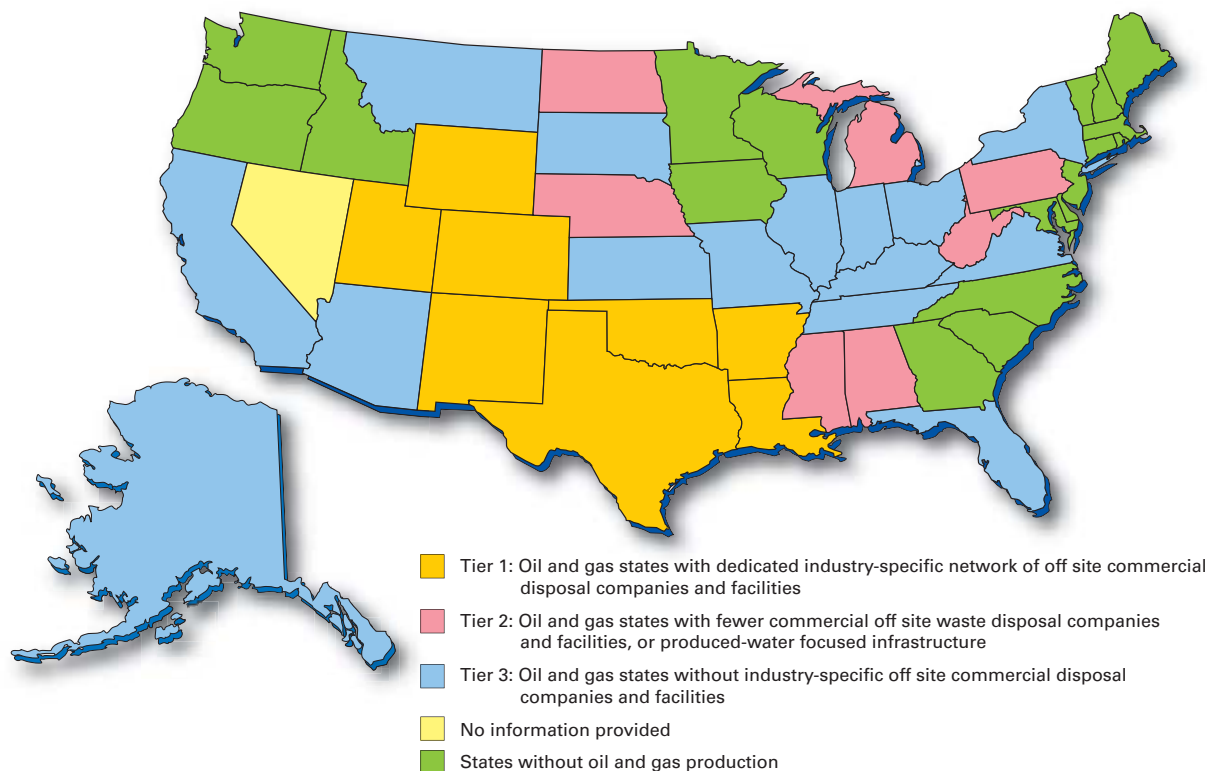 Tier 1: Oil and gas states with dedicated industry-specific network of off site commercial
disposal companies and facilities
Tier 2: Oil and gas states with fewer commercial off site waste disposal companies
and facilities, or produced-water focused infrastructure
Tier 3: Oil and gas states without industry-specific off site commercial disposal
companies and facilities
No information provided
States without oil and gas production